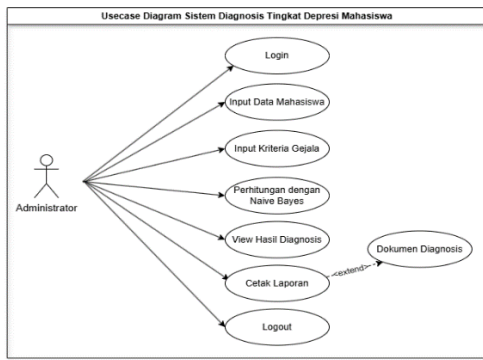 Usecase Diagram Sistem Diagnosis Tingkat Depresi Mahasiswa
Login
Input Data Mahasiswa
Input Kriteria Gejala
Administrator
Perhitungan dengan
Naive Bayes
View Hasil Diagnosis
Dokumen Diagnosis
<extend>
Cetak Laporan
Logout